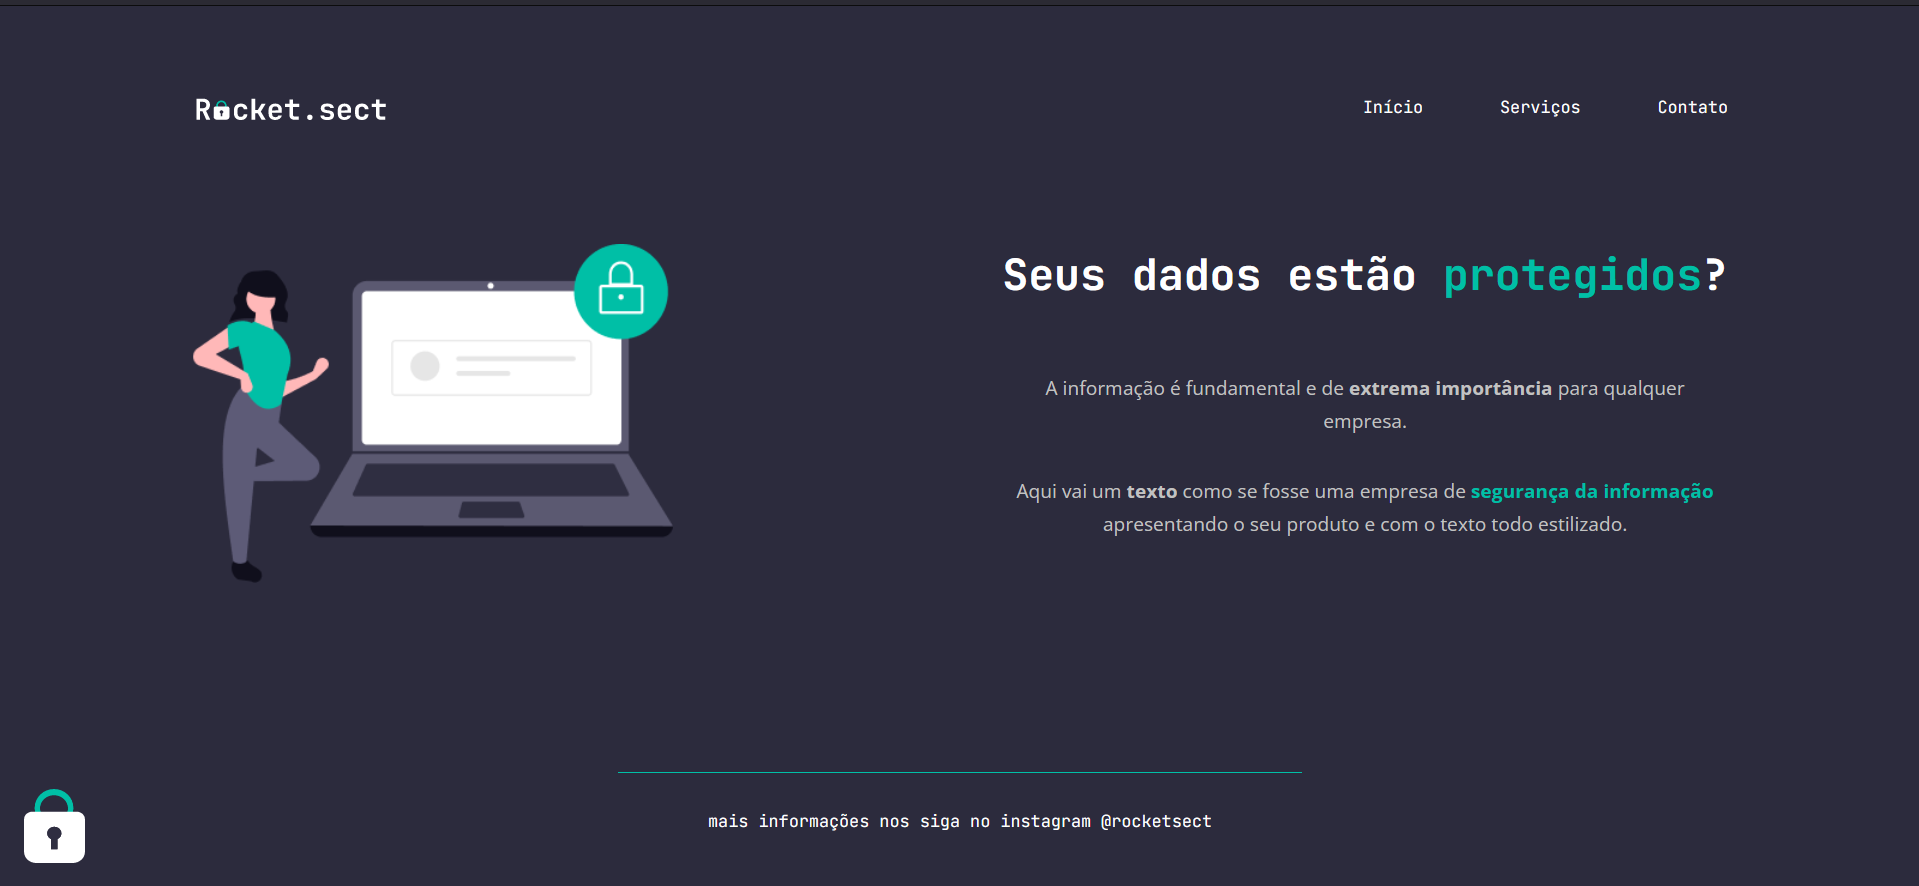 Rocket.sect
Início Serviços Contato
Seus dados estão protegidos?
A informação é fundamental e de extrema importância para qualquer
empresa.
Aqui vai um texto como se fosse uma empresa de segurança da informação
apresentando o seu produto e com o texto todo estilizado.
mais informações nos siga no instagram @rocketsect